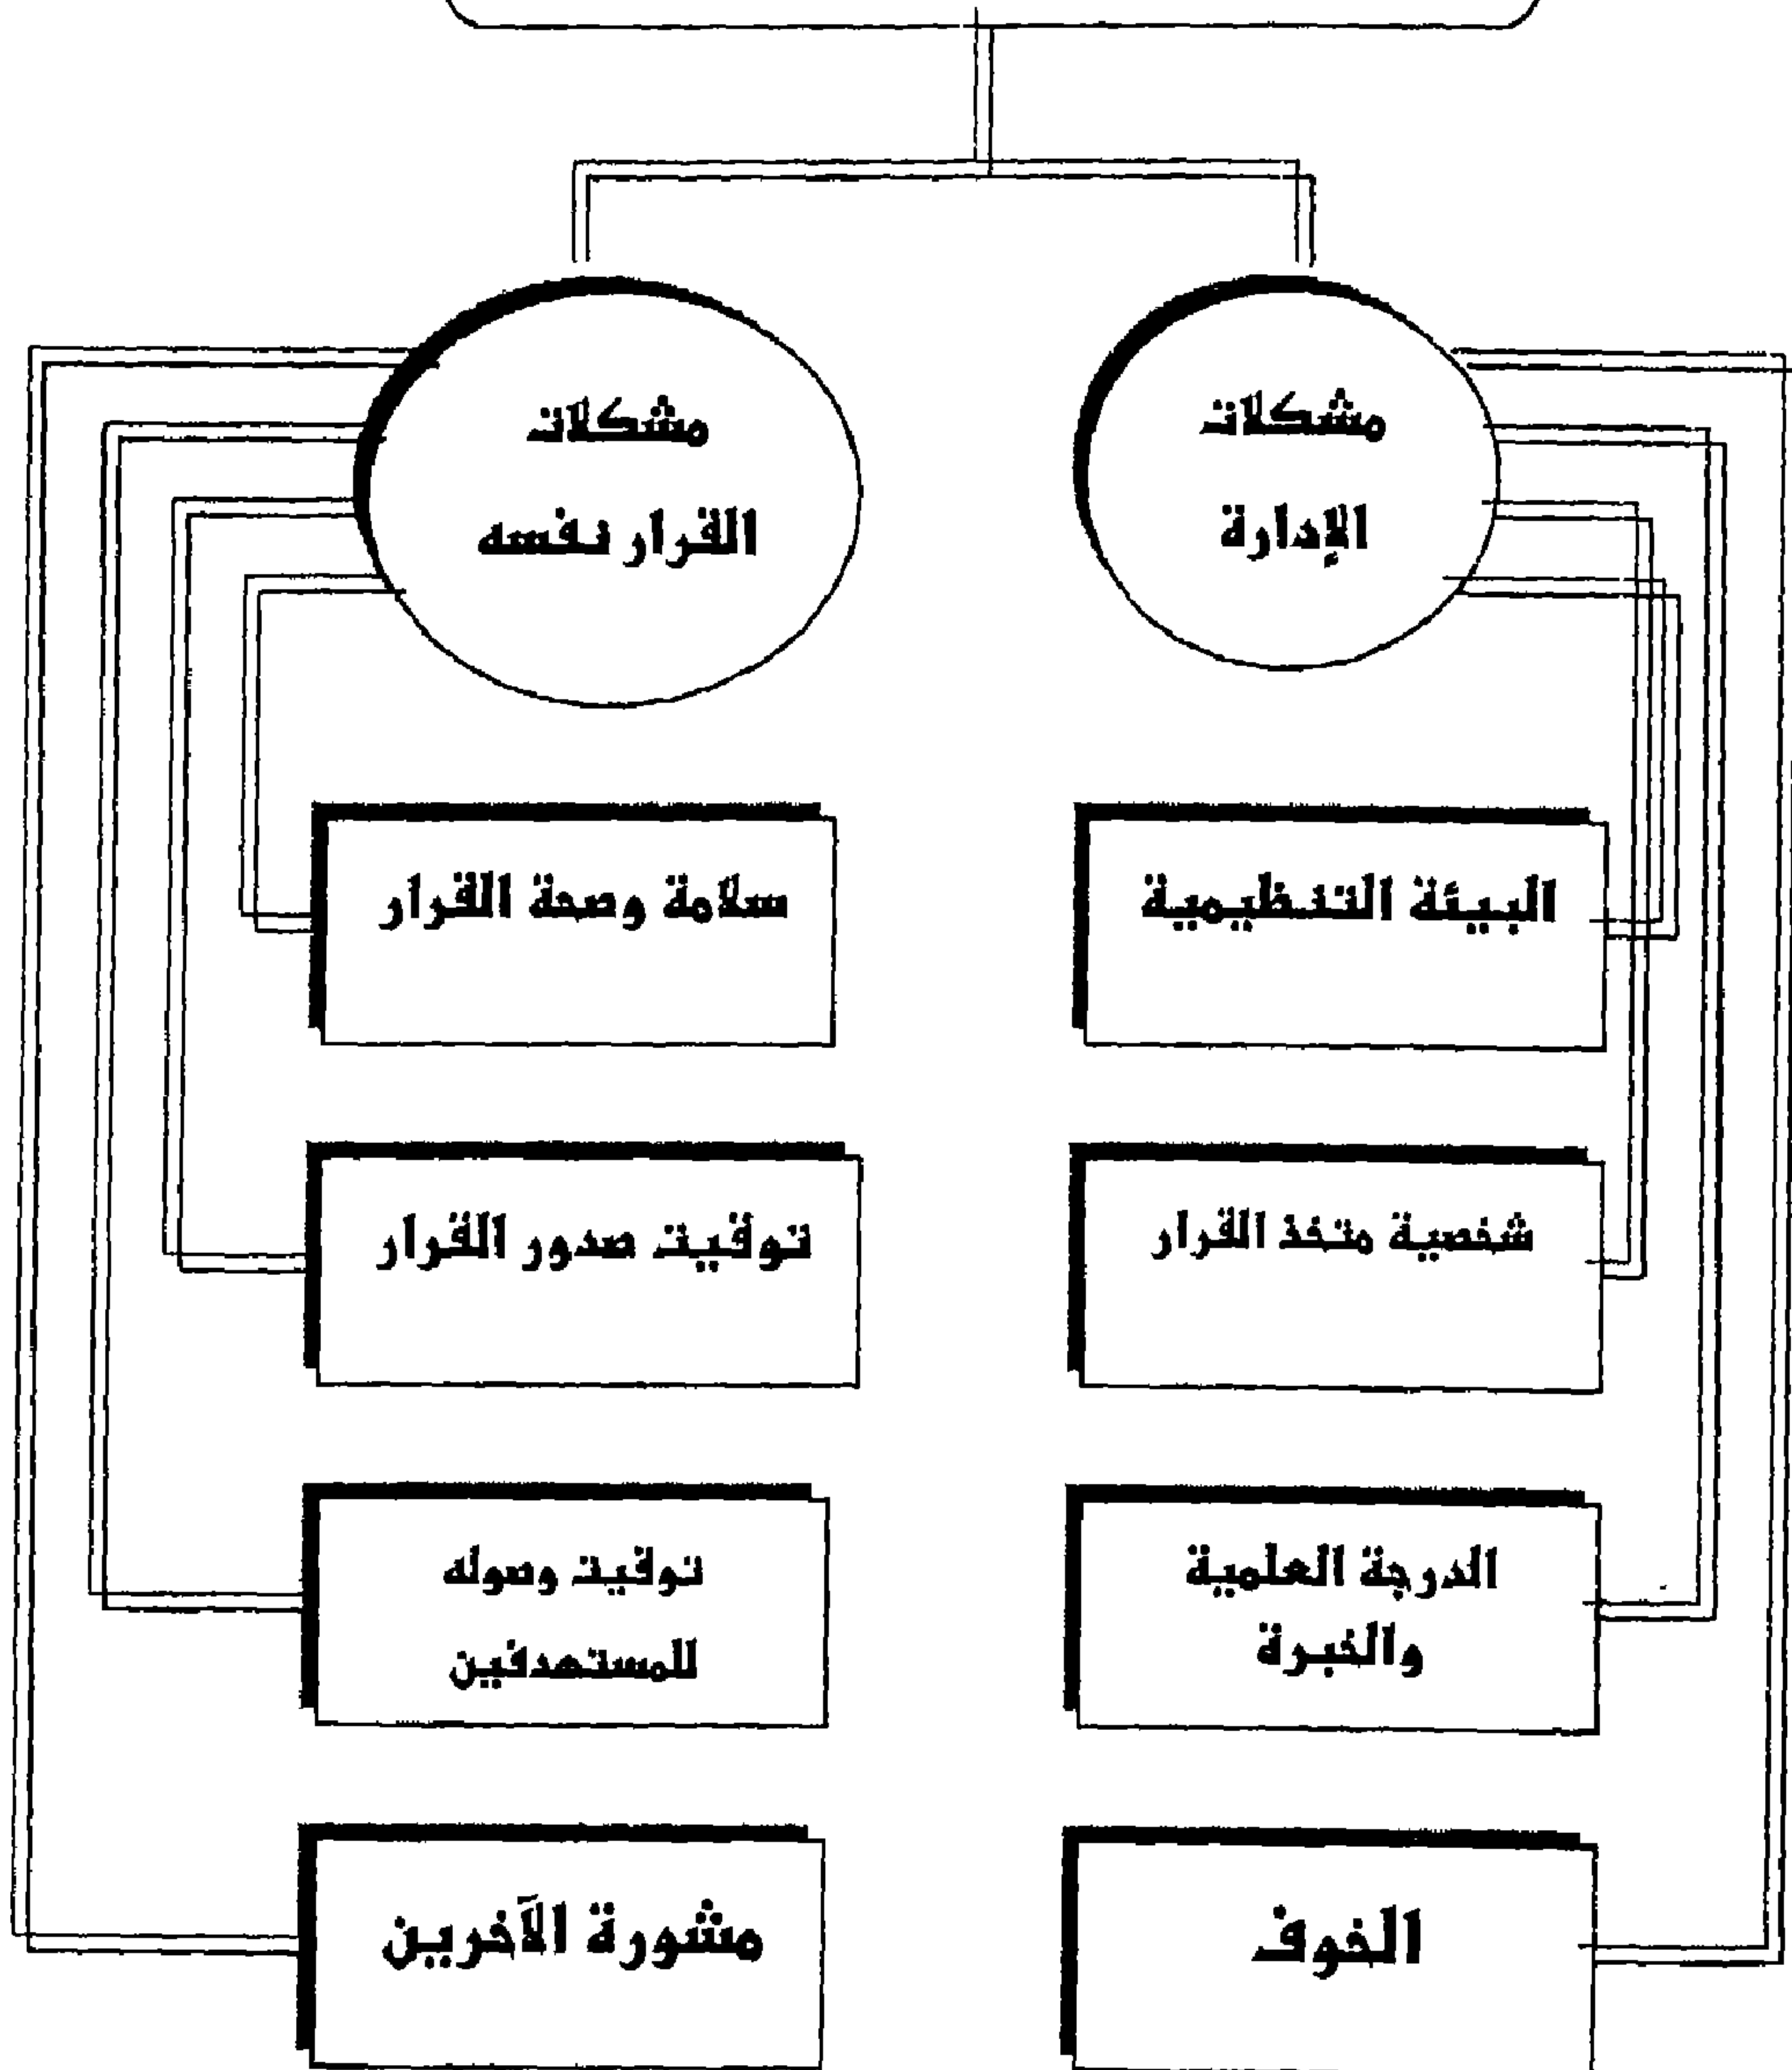 مشكلات
الإدارة
مشكلات
القرار نفسه
البيئة التنظيمية
سلامة وصحة القرار
شخصية متخذ القرار
توقيت صدور القرار
الدرجة العلمية
والخبرة
توقيت وصوله
للمستهدفين
الخوف
مشورة الآخرين